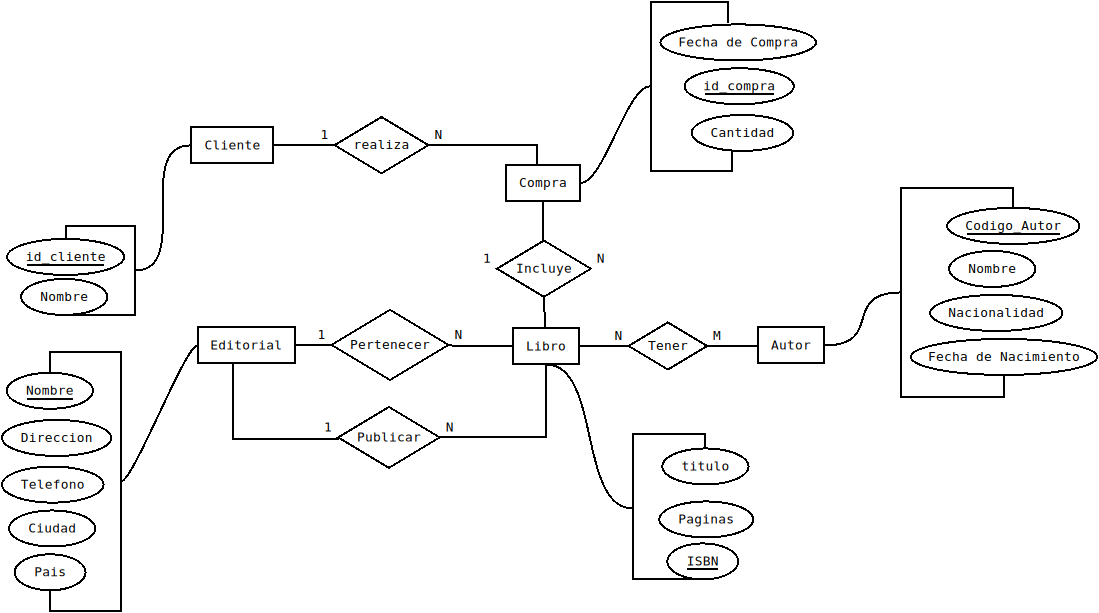 Fecha de Compra
id_compra
Cantidad
Cliente
1
realiza
N
Compra
id_cliente
Nombre
1
Incluye
N
Codigo_Autor
Nombre
Nacionalidad
Fecha de Nacimiento
Editorial
1
Pertenecer
N
Libro
N
Tener
M
Autor
1
Publicar
N
Nombre
Direccion
Telefono
Ciudad
Pais
titulo
Paginas
ISBN